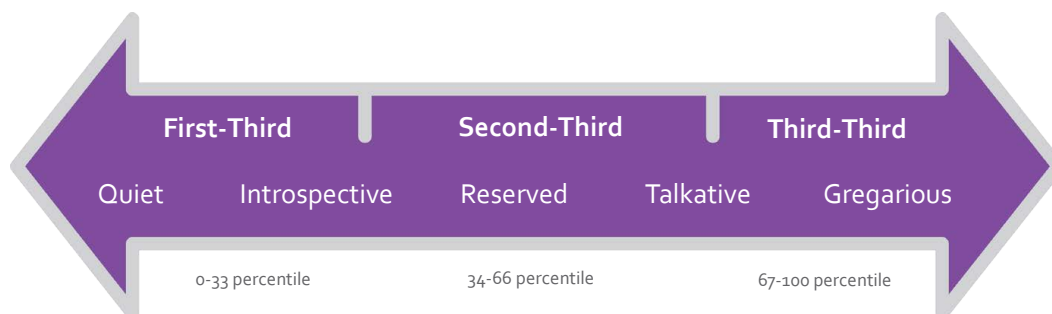 First-Third Second-Third Third-Third
Quiet Introspective Reserved Talkative Gregarious
0-33 percentile 34-66 percentile 67-100 percentile